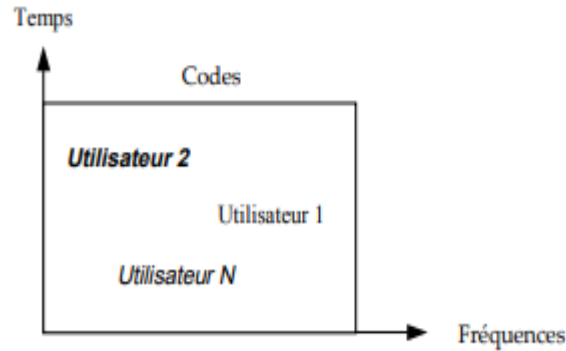 Temps
Codes
Utilisateur 2
Utilisateur 1
Utilisateur N
Fréquences